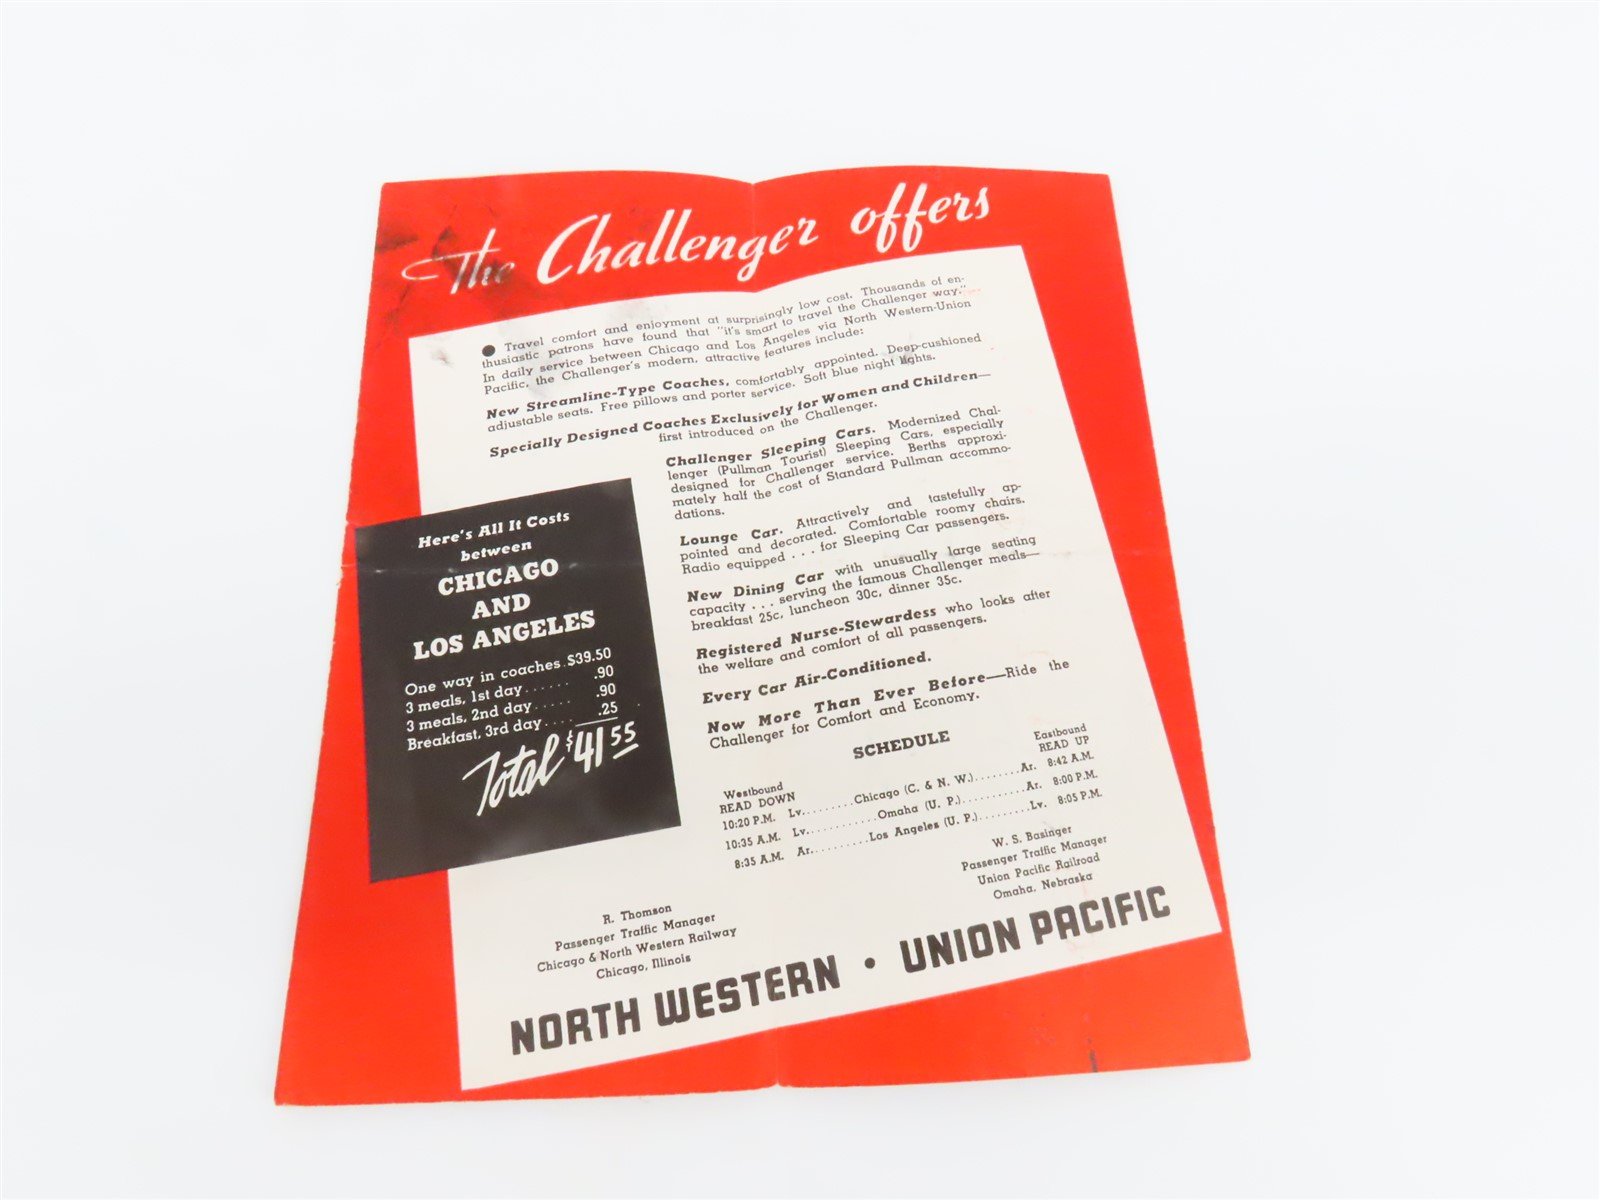 The Challenger offers
● Travel comfort and enjoyment at surprisingly low cost. Thousands of en-
thusiastic patrons have found that "it's smart to travel the Challenger way."
In daily service between Chicago and Los Angeles via North Western-Union
Pacific, the Challenger's modern, attractive features include:
New Streamline-Type Coaches, comfortably appointed. Deep-cushioned
adjustable seats. Free pillows and porter service. Soft blue night lights.
Specially Designed Coaches Exclusively for Women and Children—
first introduced on the Challenger.
Challenger Sleeping Cars. Modernized Chal-
lenger (Pullman Tourist) Sleeping Cars, especially
designed for Challenger service. Berths approxi-
mately half the cost of Standard Pullman accommo-
dations.
Lounge Car. Attractively and tastefully ap-
pointed and decorated. Comfortable roomy chairs.
Radio equipped . . . for Sleeping Car passengers.
New Dining Car with unusually large seating
capacity . . . serving the famous Challenger meals—
breakfast 25c, luncheon 30c, dinner 35c.
Registered Nurse-Stewardess who looks after
the welfare and comfort of all passengers.
Every Car Air-Conditioned.
Now More Than Ever Before—Ride the
Challenger for Comfort and Economy.
Here's All It Costs
between
CHICAGO
AND
LOS ANGELES
One way in coaches . $39.50
3 meals, 1st day . . . . . . .90
3 meals, 2nd day . . . . . .90
Breakfast, 3rd day . . . . .25
Total $41 55
SCHEDULE
Westbound Eastbound
READ DOWN READ UP
10:20 P.M. Lv. . . . . . . . . Chicago (C. & N. W.) . . . . . . . . Ar. 8:42 A.M.
10:35 A.M. Lv. . . . . . . . . . . . Omaha (U. P.) . . . . . . . . . . . Ar. 8:00 P.M.
8:35 A.M. Ar. . . . . . . . . . Los Angeles (U. P.) . . . . . . . . . Lv. 8:05 P.M.
R. Thomson
Passenger Traffic Manager
Chicago & North Western Railway
Chicago, Illinois
W. S. Basinger
Passenger Traffic Manager
Union Pacific Railroad
Omaha, Nebraska
NORTH WESTERN • UNION PACIFIC